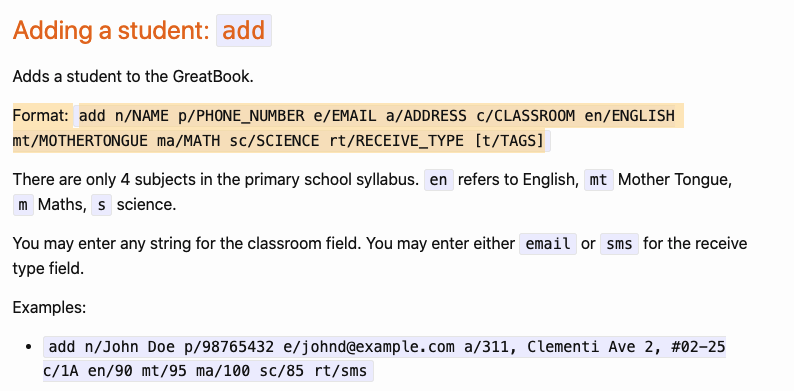 Adding a student: add
Adds a student to the GreatBook.
Format: add n/NAME p/PHONE_NUMBER e/EMAIL a/ADDRESS c/CLASSROOM en/ENGLISH
mt/MOTHERTONGUE ma/MATH sc/SCIENCE rt/RECEIVE_TYPE [t/TAGS]
There are only 4 subjects in the primary school syllabus. en refers to English, mt Mother Tongue,
m Maths, s science.
You may enter any string for the classroom field. You may enter either email or sms for the receive
type field.
Examples:
• add n/John Doe p/98765432 e/johnd@example.com a/311, Clementi Ave 2, #02-25
c/1A en/90 mt/95 ma/100 sc/85 rt/sms